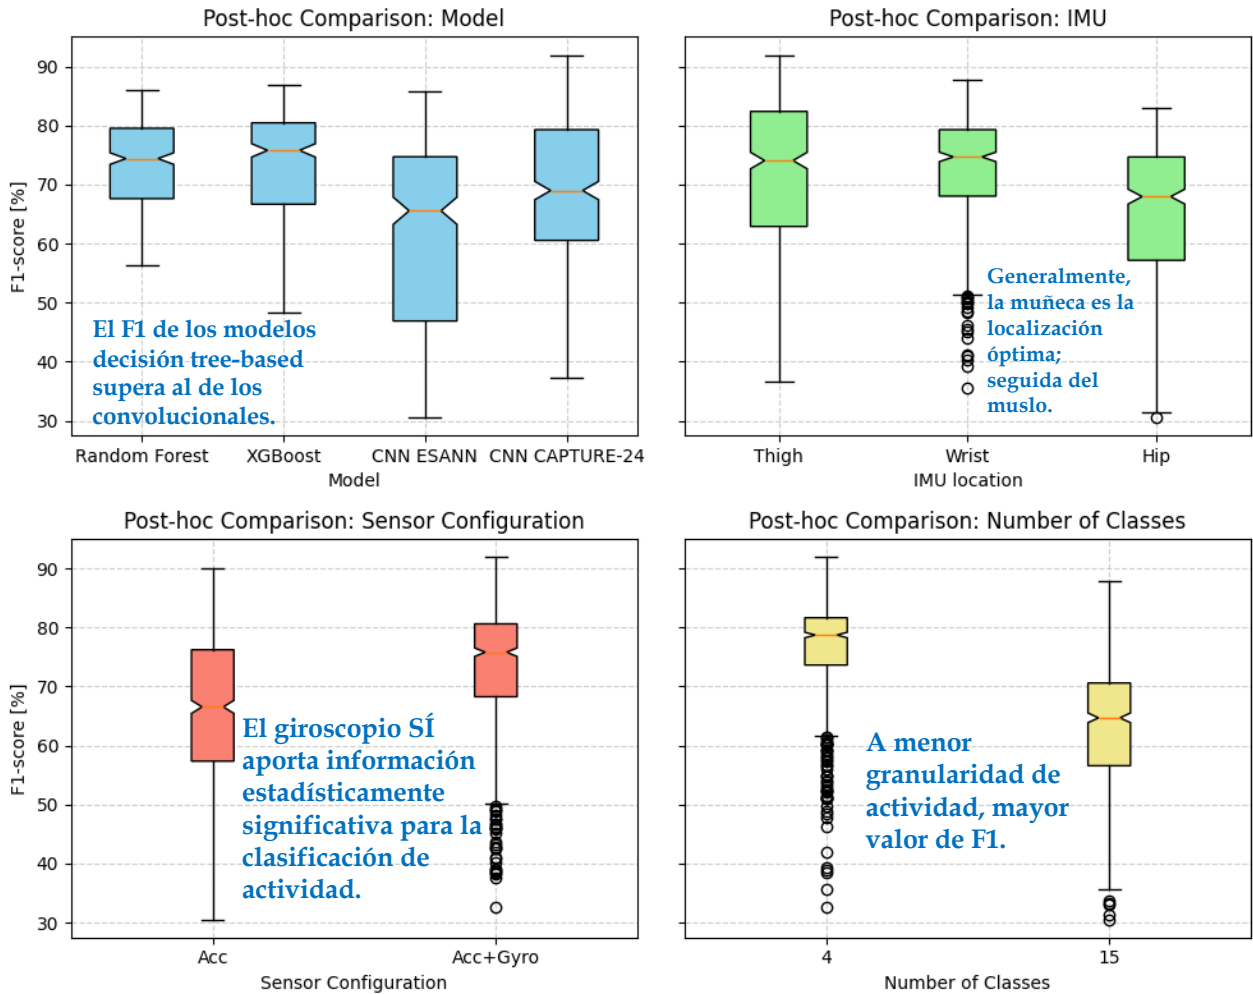 Post-hoc Comparison: Model
F1-score [%]
90
80
70
60
50
40
30
El F1 de los modelos
decisión tree-based
supera al de los
convolucionales.
Random Forest
XGBoost
CNN ESANN
CNN CAPTURE-24
Model
Post-hoc Comparison: IMU
Generalmente,
la muñeca es la
localización
óptima;
seguida del
muslo.
Thigh
Wrist
Hip
IMU location
Post-hoc Comparison: Sensor Configuration
F1-score [%]
90
80
70
60
50
40
30
El giroscopio SÍ
aporta información
estadísticamente
significativa para la
clasificación de
actividad.
Acc
Acc+Gyro
Sensor Configuration
Post-hoc Comparison: Number of Classes
A menor
granularidad de
actividad, mayor
valor de F1.
4
15
Number of Classes